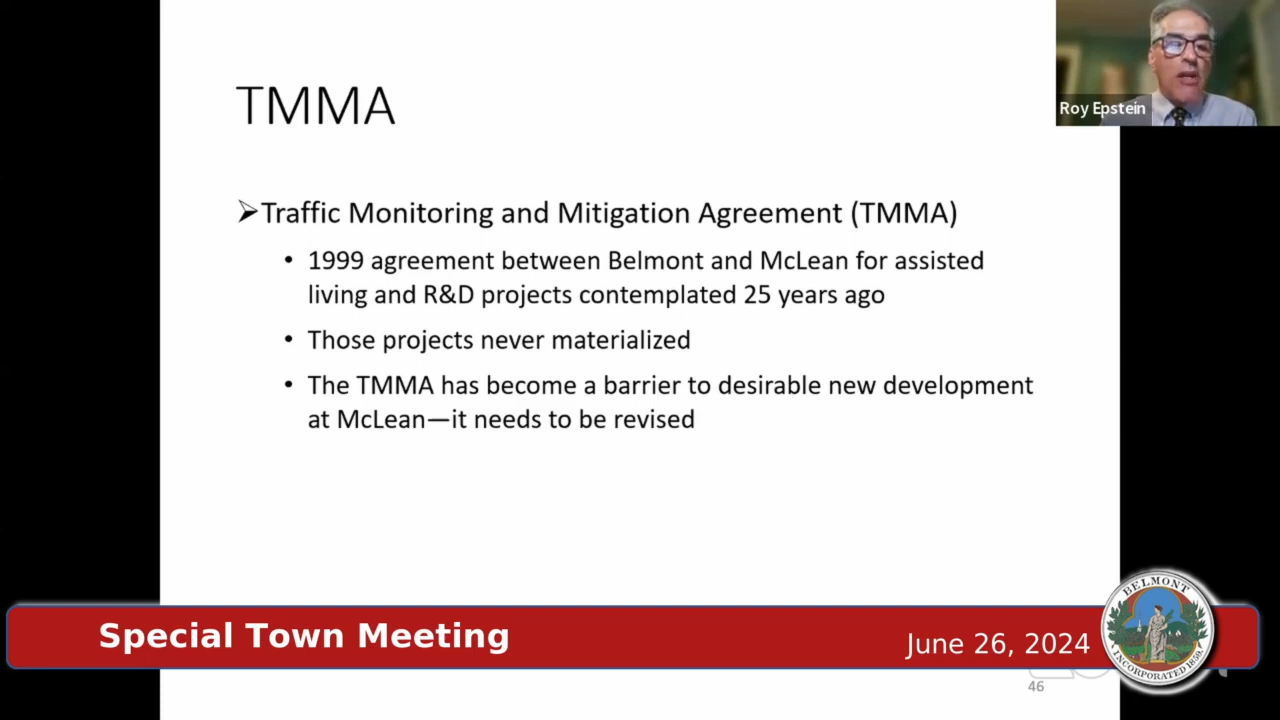 TMMA
Roy Epstein
➢Traffic Monitoring and Mitigation Agreement (TMMA)
• 1999 agreement between Belmont and McLean for assisted
living and R&D projects contemplated 25 years ago
• Those projects never materialized
• The TMMA has become a barrier to desirable new development
at McLean—it needs to be revised
Special Town Meeting
June 26, 2024
BELMONT
INCORPORATED 1859
46